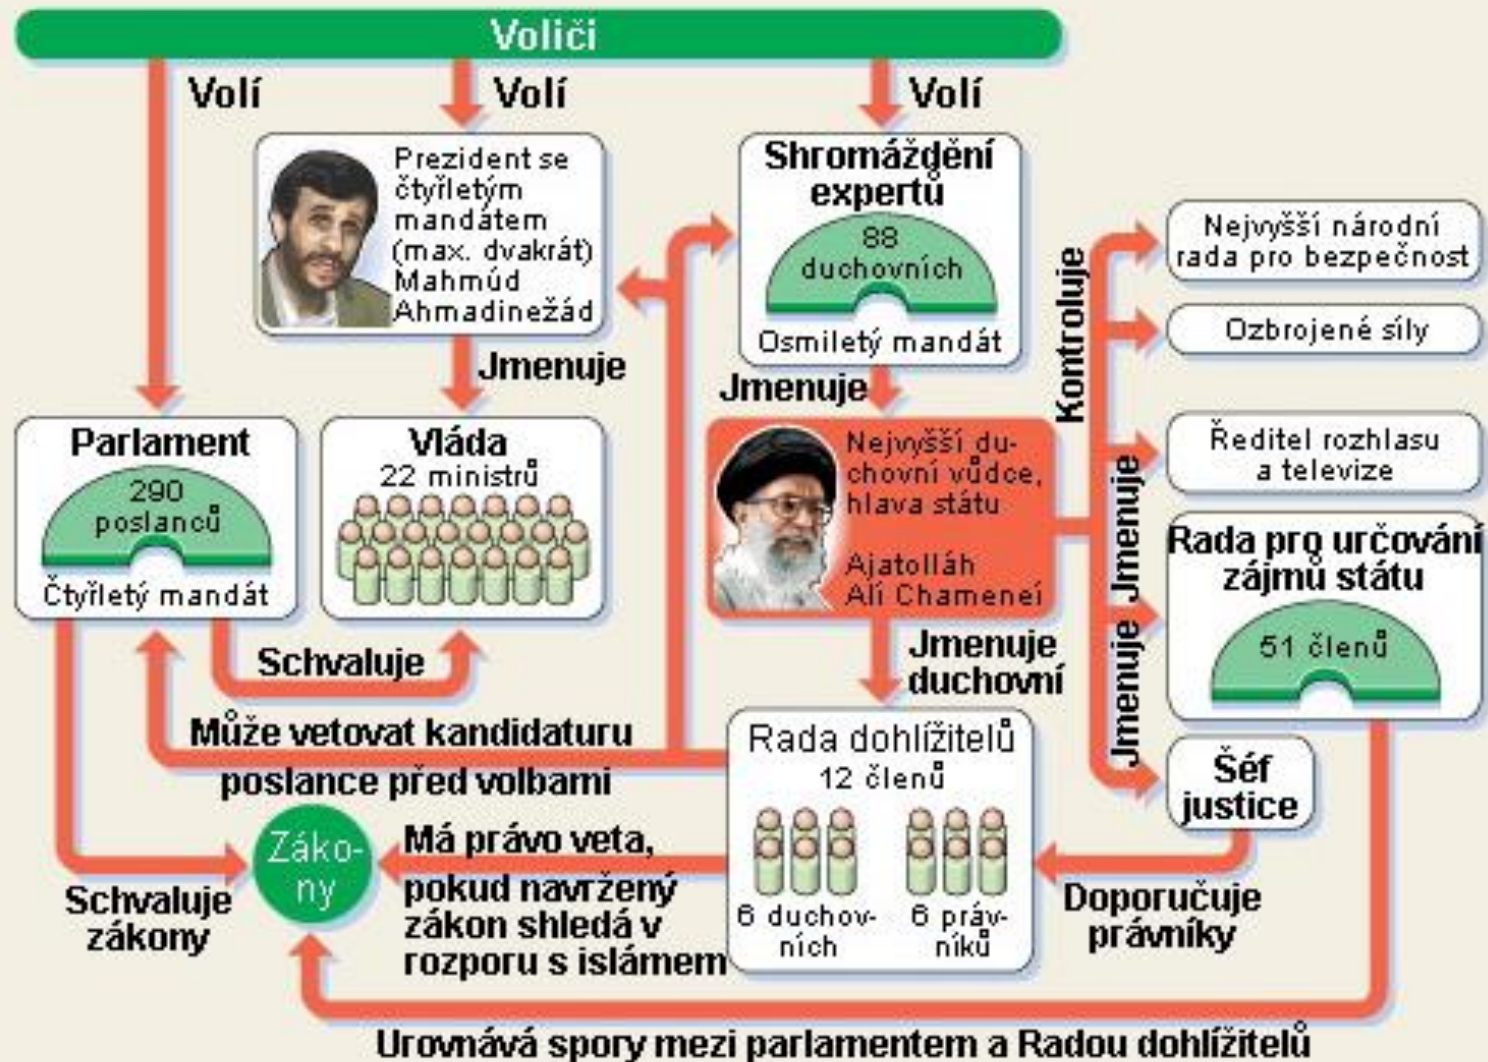 Voliči
Volí
Volí
Volí
Prezident se
čtyřletým
mandátem
(max. dvakrát)
Mahmúd
Ahmadinežád
Shromáždění
expertů
88
duchovních
Osmiletý mandát
Nejvyšší národní
rada pro bezpečnost
Ozbrojené síly
Kontroluje
Jmenuje
Jmenuje
Parlament
290
poslanců
Čtyřletý mandát
Vláda
22 ministrů
Nejvyšší du-
chovní vůdce,
hlava státu
Ajatolláh
Alí Chameneí
Ředitel rozhlasu
a televize
Jmenuje
Rada pro určování
zájmů státu
51 členů
Jmenuje
Schvaluje
Jmenuje
duchovní
Může vetovat kandidaturu
poslance před volbami
Rada dohlížitelů
12 členů
6 duchov-
ních
6 práv-
níků
Šéf
justice
Záko-
ny
Má právo veta,
pokud navržený
zákon shledá v
rozporu s islámem
Schvaluje
zákony
Doporučuje
právníky
Urovnává spory mezi parlamentem a Radou dohlížitelů